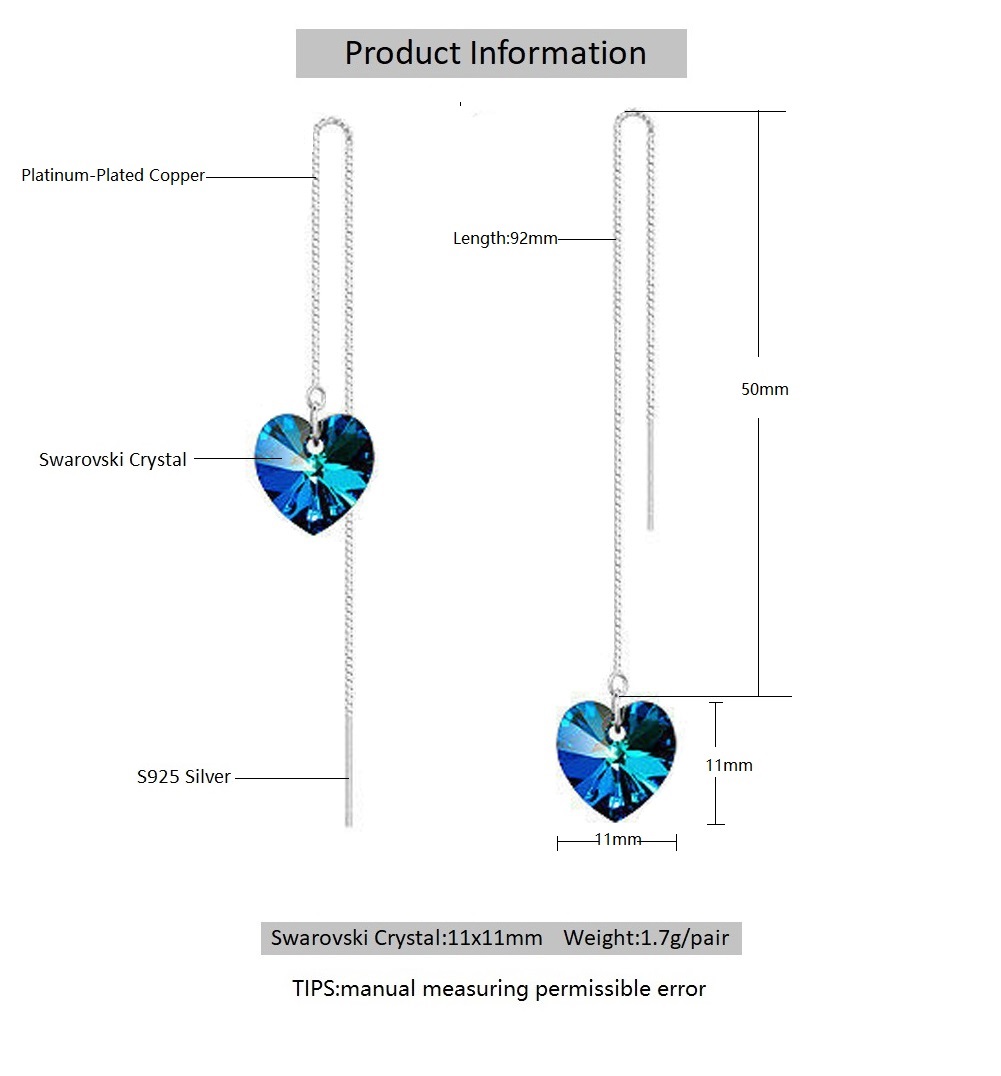 Product Information
Platinum-Plated Copper
Length:92mm
50mm
Swarovski Crystal
S925 Silver
11mm
11mm
Swarovski Crystal:11x11mm Weight:1.7g/pair
TIPS:manual measuring permissible error